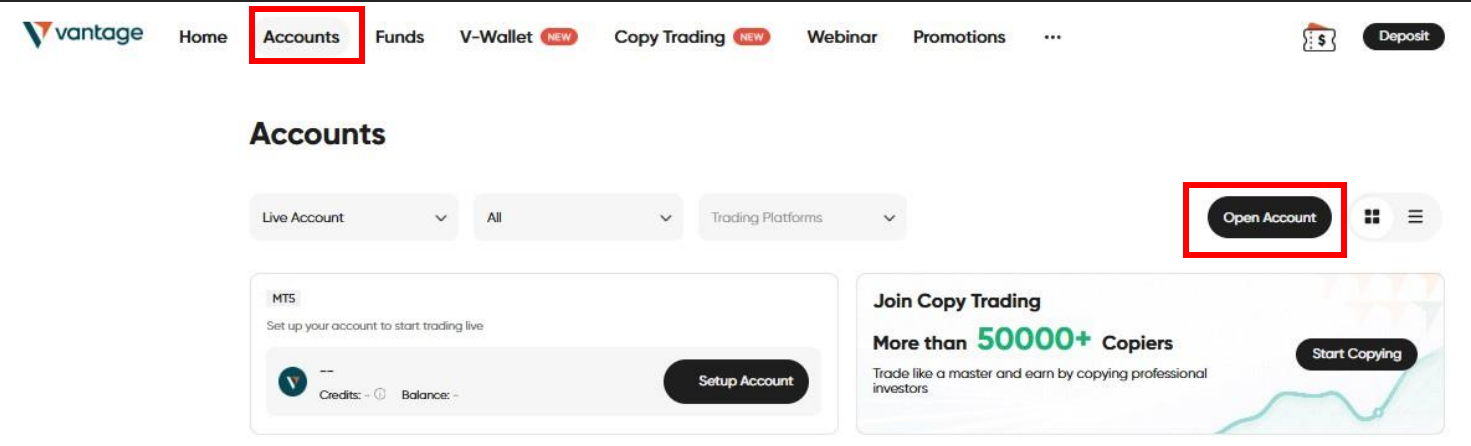 vantage Home Accounts Funds V-Wallet NEW Copy Trading NEW Webinar Promotions ... $ Deposit
Accounts
Live Account All Trading Platforms Open Account
MT5
Set up your account to start trading live
--
Credits: - Balance: -
Setup Account
Join Copy Trading
More than 50000+ Copiers
Trade like a master and earn by copying professional
investors
Start Copying